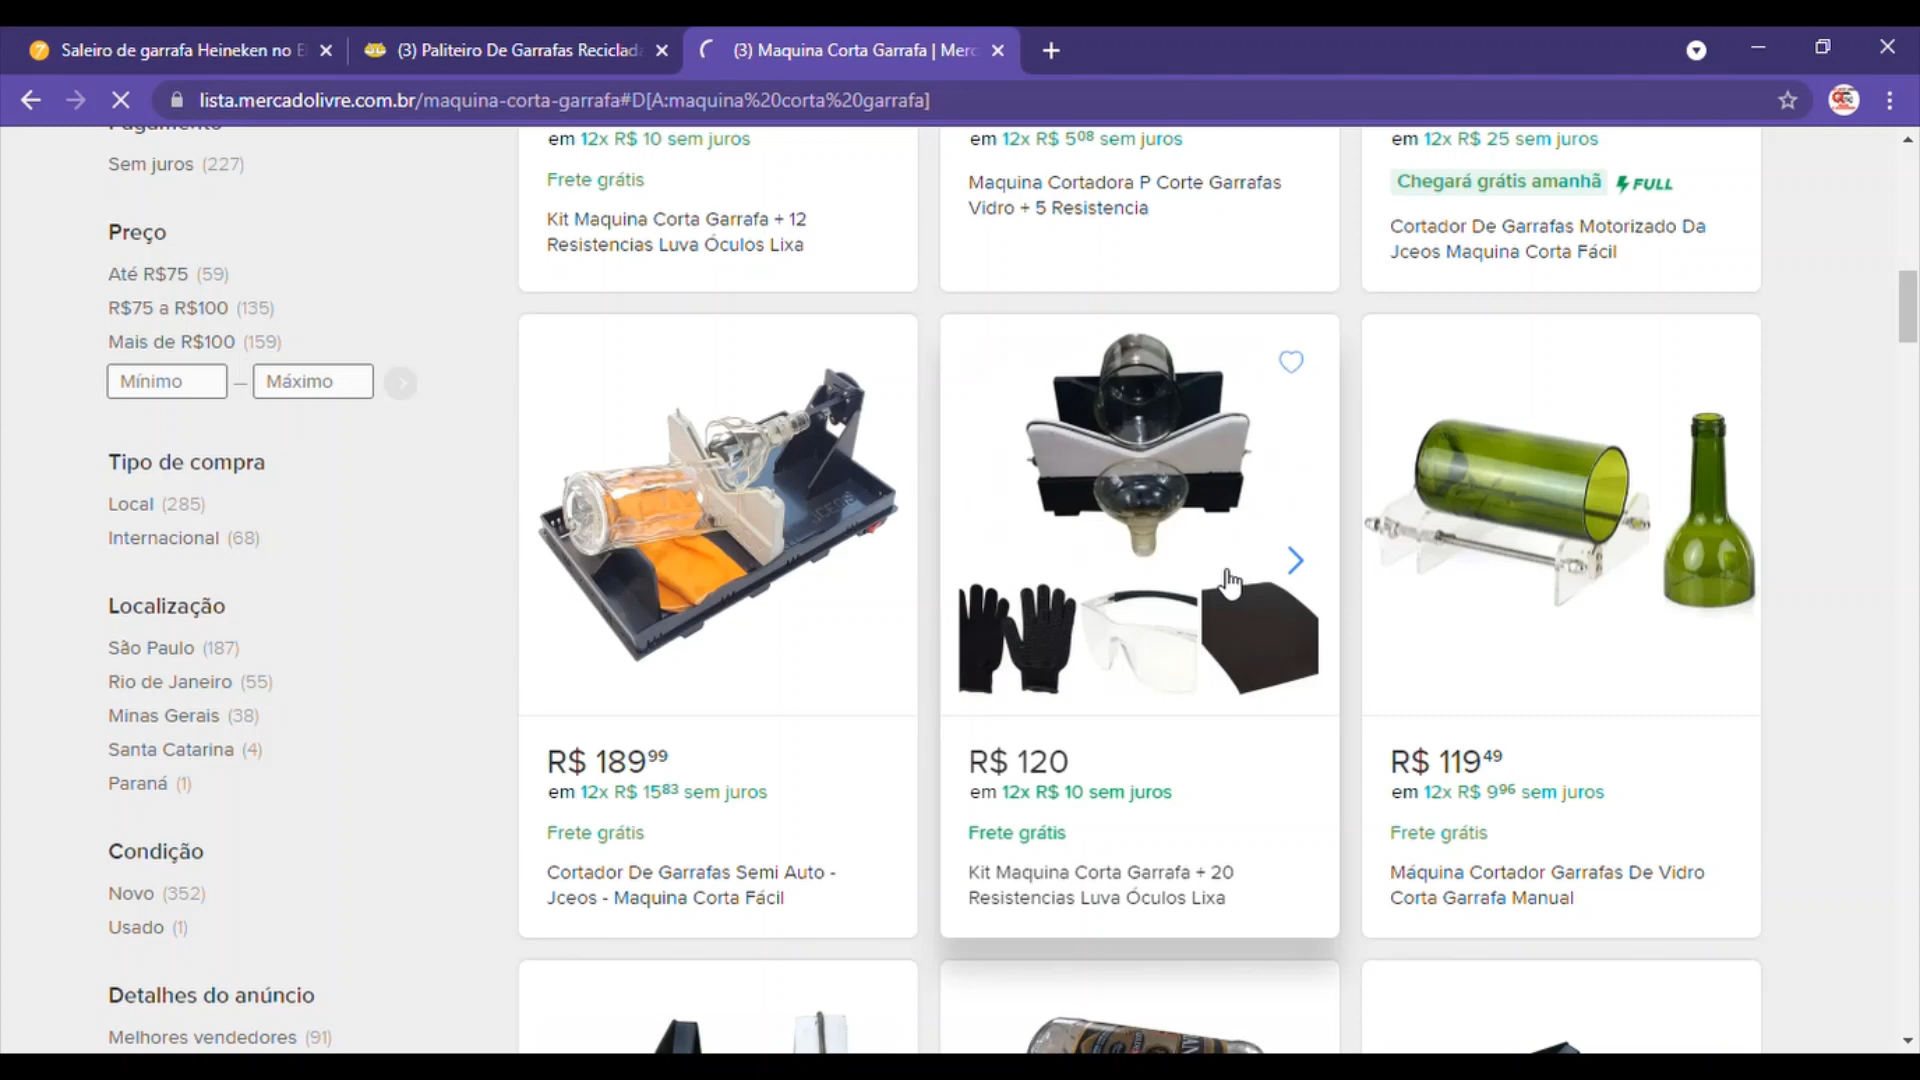 Saleiro de garrafa Heineken no E
(3) Paliteiro De Garrafas Reciclad
(3) Maquina Corta Garrafa | Merc
lista.mercadolivre.com.br/maquina-corta-garrafa#D[A:maquina%20corta%20garrafa]
Pagamento
Sem juros (227)
Preço
Até R$75 (59)
R$75 a R$100 (135)
Mais de R$100 (159)
Mínimo — Máximo
Tipo de compra
Local (285)
Internacional (68)
Localização
São Paulo (187)
Rio de Janeiro (55)
Minas Gerais (38)
Santa Catarina (4)
Paraná (1)
Condição
Novo (352)
Usado (1)
Detalhes do anúncio
Melhores vendedores (91)
em 12x R$ 10 sem juros
Frete grátis
Kit Maquina Corta Garrafa + 12
Resistencias Luva Óculos Lixa
em 12x R$ 5 08 sem juros
Maquina Cortadora P Corte Garrafas
Vidro + 5 Resistencia
em 12x R$ 25 sem juros
Chegará grátis amanhã FULL
Cortador De Garrafas Motorizado Da
Jceos Maquina Corta Fácil
JCEOS
R$ 189 99
em 12x R$ 15 83 sem juros
Frete grátis
Cortador De Garrafas Semi Auto -
Jceos - Maquina Corta Fácil
R$ 120
em 12x R$ 10 sem juros
Frete grátis
Kit Maquina Corta Garrafa + 20
Resistencias Luva Óculos Lixa
R$ 119 49
em 12x R$ 9 96 sem juros
Frete grátis
Máquina Cortador Garrafas De Vidro
Corta Garrafa Manual